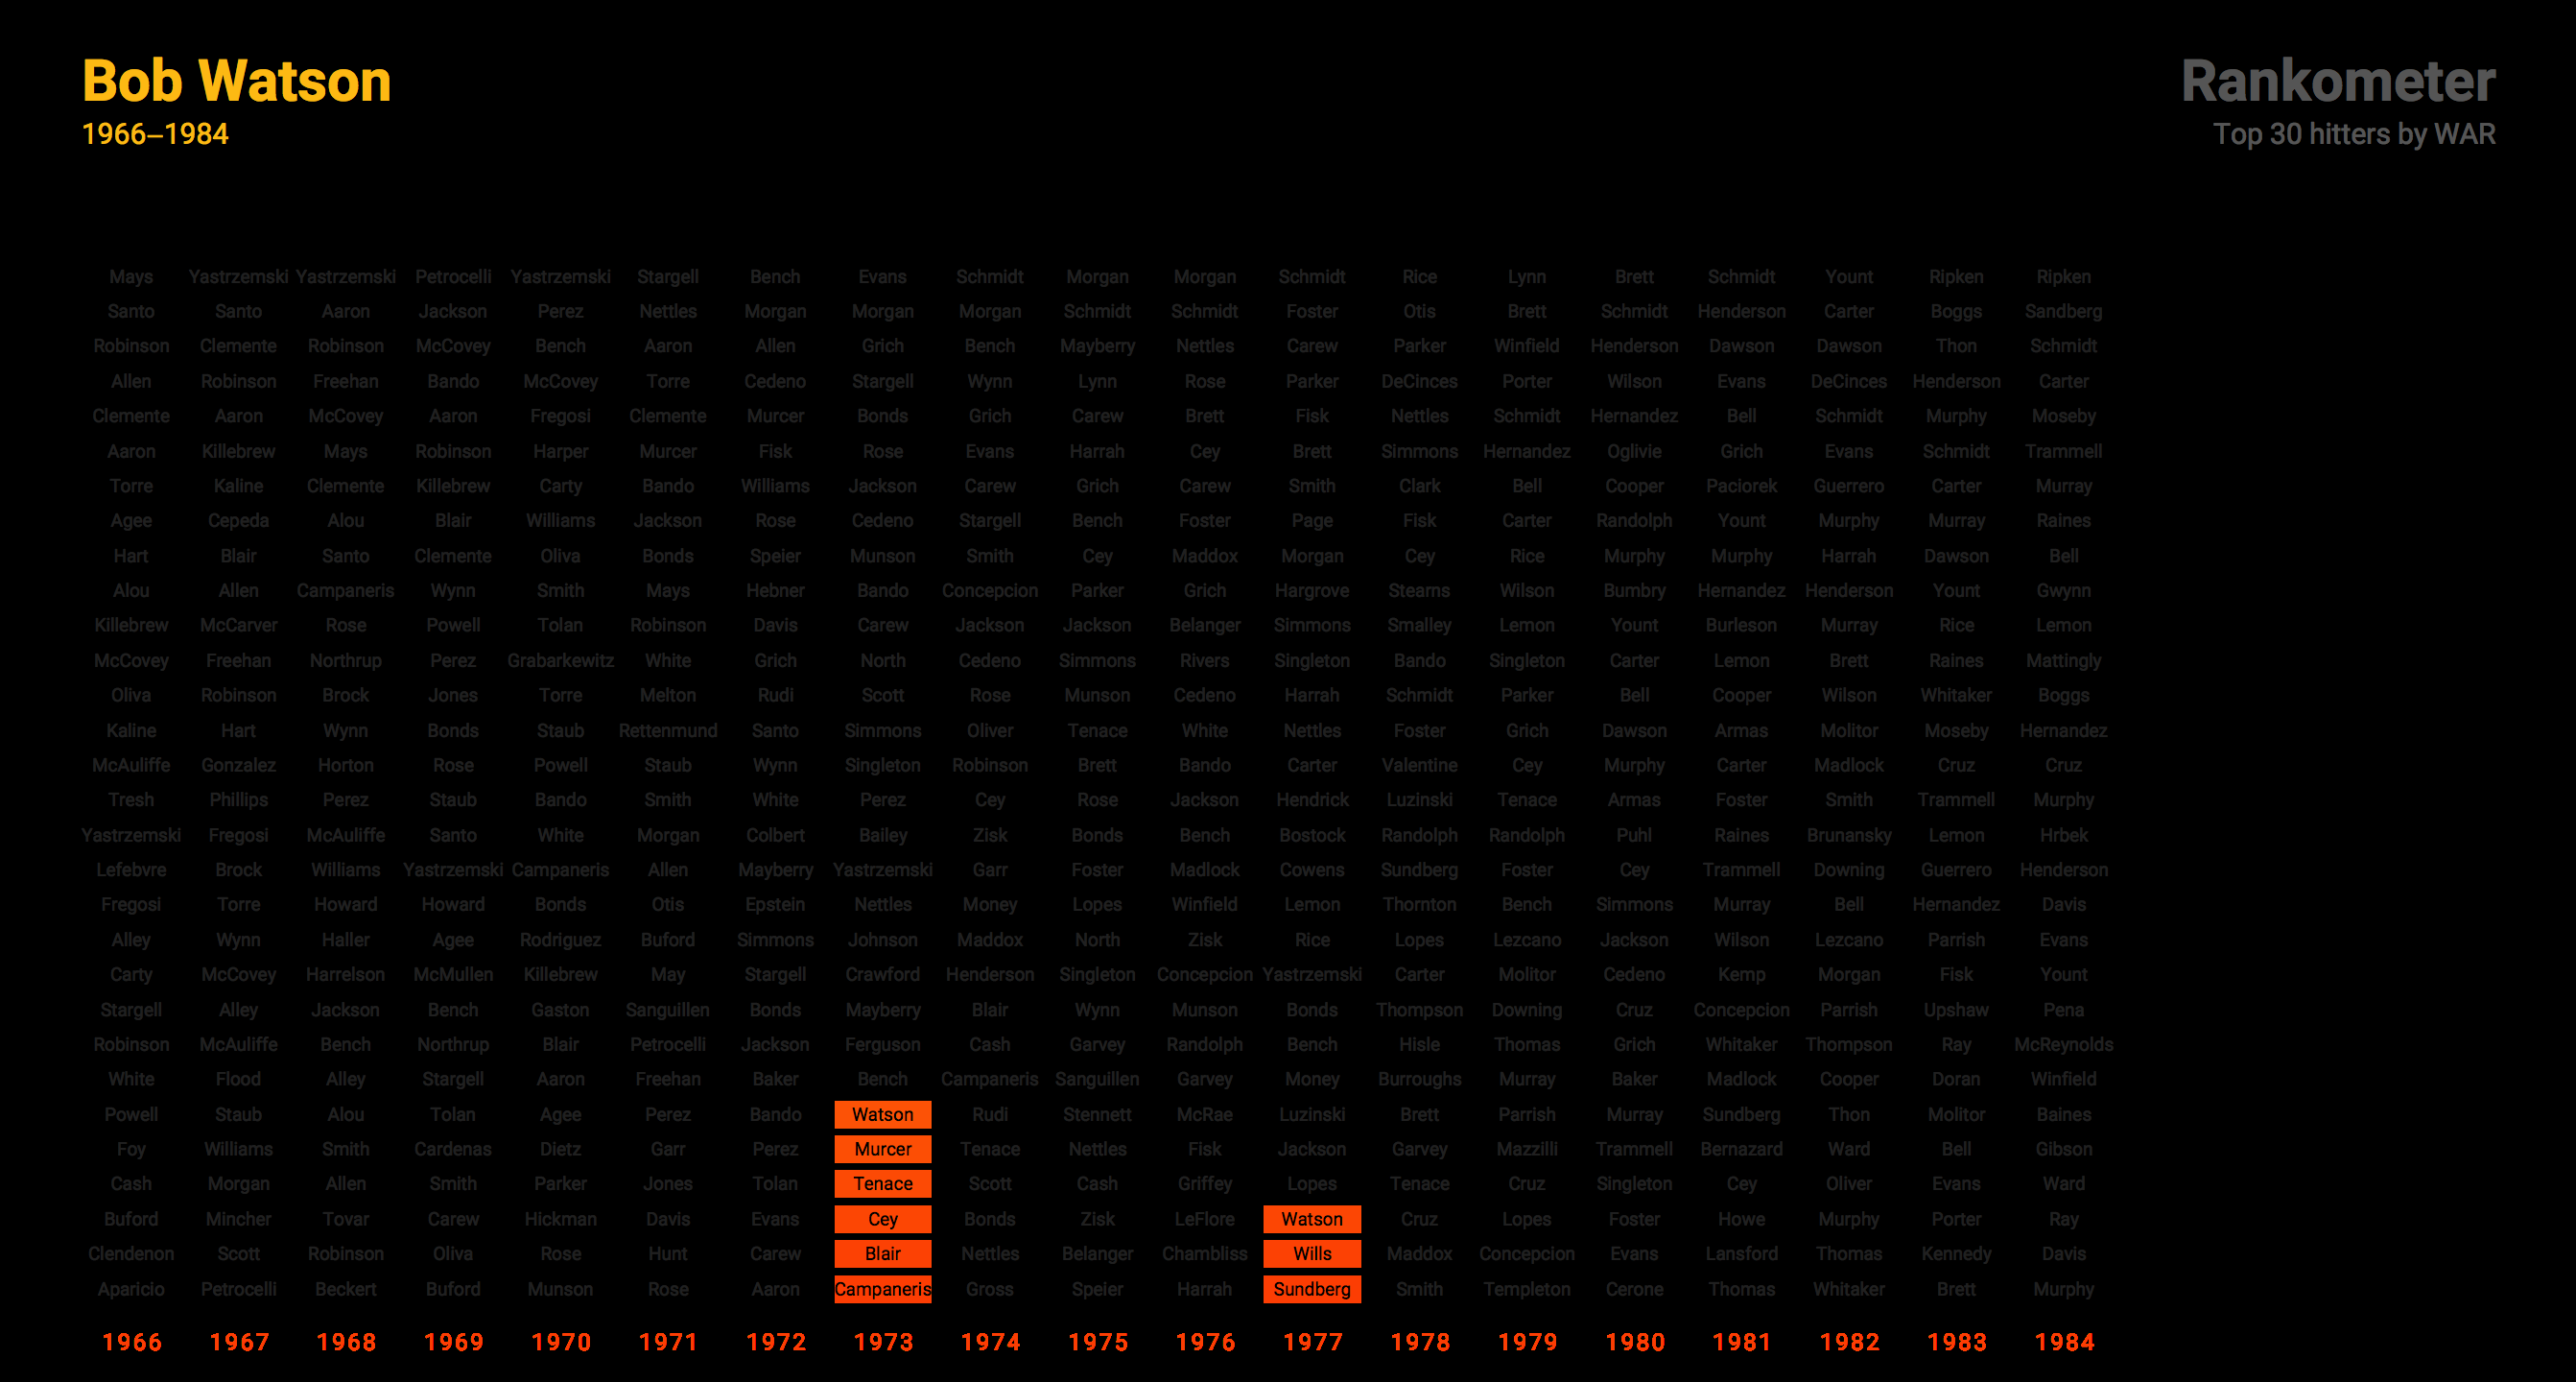 Bob Watson
1966–1984
Rankometer
Top 30 hitters by WAR
Mays Yastrzemski Yastrzemski Petrocelli Yastrzemski Stargell Bench Evans Schmidt Morgan Morgan Schmidt Rice Lynn Brett Schmidt Yount Ripken Ripken
Santo Santo Aaron Jackson Perez Nettles Morgan Morgan Morgan Schmidt Schmidt Foster Otis Brett Schmidt Henderson Carter Boggs Sandberg
Robinson Clemente Robinson McCovey Bench Aaron Allen Grich Bench Mayberry Nettles Carew Parker Winfield Henderson Dawson Dawson Thon Schmidt
Allen Robinson Freehan Bando McCovey Torre Cedeno Stargell Wynn Lynn Rose Parker DeCinces Porter Wilson Evans DeCinces Henderson Carter
Clemente Aaron McCovey Aaron Fregosi Clemente Murcer Bonds Grich Carew Brett Fisk Nettles Schmidt Hernandez Bell Schmidt Murphy Moseby
Aaron Killebrew Mays Robinson Harper Murcer Fisk Rose Evans Harrah Cey Brett Simmons Hernandez Oglivie Grich Evans Schmidt Trammell
Torre Kaline Clemente Killebrew Carty Bando Williams Jackson Carew Grich Carew Smith Clark Bell Cooper Paciorek Guerrero Carter Murray
Agee Cepeda Alou Blair Williams Jackson Rose Cedeno Stargell Bench Foster Page Fisk Carter Randolph Yount Murphy Murray Raines
Hart Blair Santo Clemente Oliva Bonds Speier Munson Smith Cey Maddox Morgan Cey Rice Murphy Murphy Harrah Dawson Bell
Alou Allen Campaneris Wynn Smith Mays Hebner Bando Concepcion Parker Grich Hargrove Stearns Wilson Bumbry Hernandez Henderson Yount Gwynn
Killebrew McCarver Rose Powell Tolan Robinson Davis Carew Jackson Jackson Belanger Simmons Smalley Lemon Yount Burleson Murray Rice Lemon
McCovey Freehan Northrup Perez Grabarkewitz White Grich North Cedeno Simmons Rivers Singleton Bando Singleton Carter Lemon Brett Raines Mattingly
Oliva Robinson Brock Jones Torre Melton Rudi Scott Rose Munson Cedeno Harrah Schmidt Parker Bell Cooper Wilson Whitaker Boggs
Kaline Hart Wynn Bonds Staub Rettenmund Santo Simmons Oliver Tenace White Nettles Foster Grich Dawson Armas Molitor Moseby Hernandez
McAuliffe Gonzalez Horton Rose Powell Staub Wynn Singleton Robinson Brett Bando Carter Valentine Cey Murphy Carter Madlock Cruz Cruz
Tresh Phillips Perez Staub Bando Smith White Perez Cey Rose Jackson Hendrick Luzinski Tenace Armas Foster Smith Trammell Murphy
Yastrzemski Fregosi McAuliffe Santo White Morgan Colbert Bailey Zisk Bonds Bench Bostock Randolph Randolph Puhl Raines Brunansky Lemon Hrbek
Lefebvre Brock Williams Yastrzemski Campaneris Allen Mayberry Yastrzemski Garr Foster Madlock Cowens Sundberg Foster Cey Trammell Downing Guerrero Henderson
Fregosi Torre Howard Howard Bonds Otis Epstein Nettles Money Lopes Winfield Lemon Thornton Bench Simmons Murray Bell Hernandez Davis
Alley Wynn Haller Agee Rodriguez Buford Simmons Johnson Maddox North Zisk Rice Lopes Lezcano Jackson Wilson Lezcano Parrish Evans
Carty McCovey Harrelson McMullen Killebrew May Stargell Crawford Henderson Singleton Concepcion Yastrzemski Carter Molitor Cedeno Kemp Morgan Fisk Yount
Stargell Alley Jackson Bench Gaston Sanguillen Bonds Mayberry Blair Wynn Munson Bonds Thompson Downing Cruz Concepcion Parrish Upshaw Pena
Robinson McAuliffe Bench Northrup Blair Petrocelli Jackson Ferguson Cash Garvey Randolph Bench Hisle Thomas Grich Whitaker Thompson Ray McReynolds
White Flood Alley Stargell Aaron Freehan Baker Bench Campaneris Sanguillen Garvey Money Burroughs Murray Baker Madlock Cooper Doran Winfield
Powell Staub Alou Tolan Agee Perez Bando Watson Rudi Stennett McRae Luzinski Brett Parrish Murray Sundberg Thon Molitor Baines
Foy Williams Smith Cardenas Dietz Garr Perez Murcer Tenace Nettles Fisk Jackson Garvey Mazzilli Trammell Bernazard Ward Bell Gibson
Cash Morgan Allen Smith Parker Jones Tolan Tenace Scott Cash Griffey Lopes Tenace Cruz Singleton Cey Oliver Evans Ward
Buford Mincher Tovar Carew Hickman Davis Evans Cey Bonds Zisk LeFlore Watson Cruz Lopes Foster Howe Murphy Porter Ray
Clendenon Scott Robinson Oliva Rose Hunt Carew Blair Nettles Belanger Chambliss Wills Maddox Concepcion Evans Lansford Thomas Kennedy Davis
Aparicio Petrocelli Beckert Buford Munson Rose Aaron Campaneris Gross Speier Harrah Sundberg Smith Templeton Cerone Thomas Whitaker Brett Murphy
1966 1967 1968 1969 1970 1971 1972 1973 1974 1975 1976 1977 1978 1979 1980 1981 1982 1983 1984